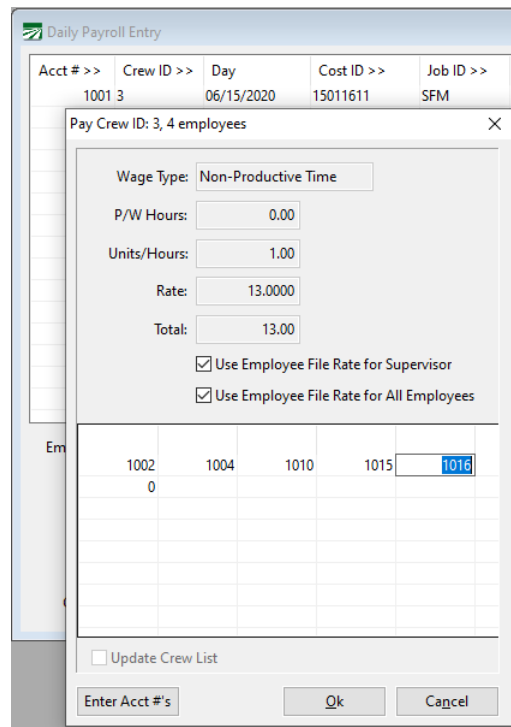 Daily Payroll Entry
Acct # >> Crew ID >> Day Cost ID >> Job ID >>
1001 3 06/15/2020 15011611 SFM
Pay Crew ID: 3, 4 employees
Wage Type: Non-Productive Time
P/W Hours: 0.00
Units/Hours: 1.00
Rate: 13.0000
Total: 13.00
Use Employee File Rate for Supervisor
Use Employee File Rate for All Employees
Em
1002 1004 1010 1015 1016
0
Update Crew List
Enter Acct #'s Ok Cancel